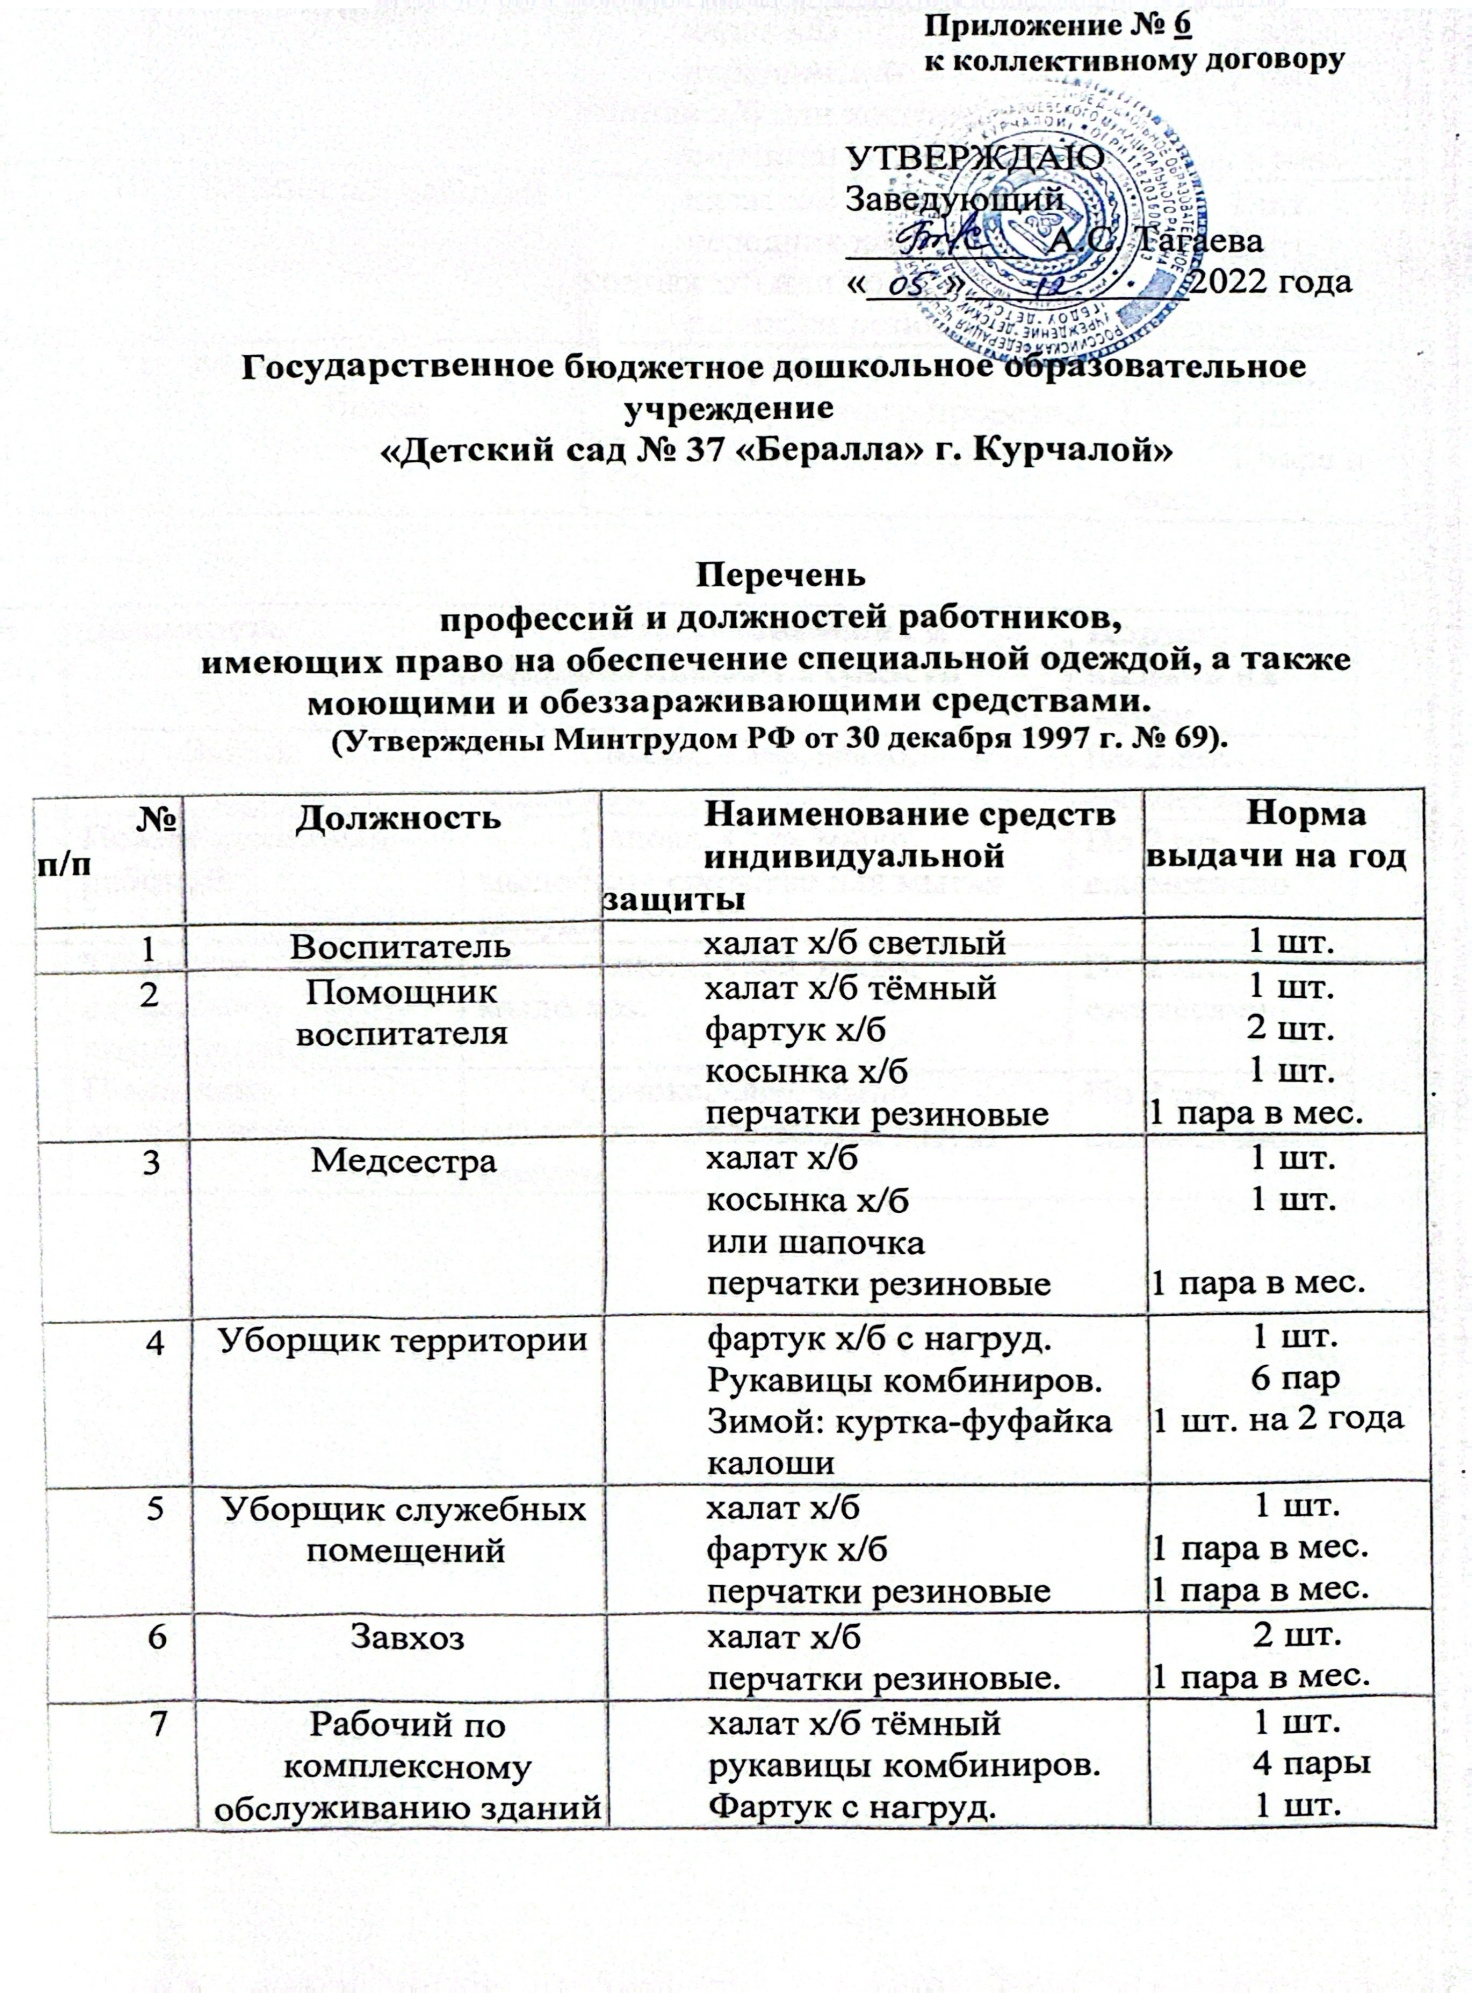 Приложение № 6
к коллективному договору
УТВЕРЖДАЮ
Заведующий
А.С. Тагаева
« 05 » 12 2022 года
Государственное бюджетное дошкольное образовательное
учреждение
«Детский сад № 37 «Бералла» г. Курчалой»
Перечень
профессий и должностей работников,
имеющих право на обеспечение специальной одеждой, а также
моющими и обеззараживающими средствами.
(Утверждены Минтрудом РФ от 30 декабря 1997 г. № 69).
№ Должность Наименование средств Норма
п/п индивидуальной выдачи на год
защиты
1 Воспитатель халат х/б светлый 1 шт.
2 Помощник халат х/б тёмный 1 шт.
воспитателя фартук х/б 2 шт.
косынка х/б 1 шт.
перчатки резиновые 1 пара в мес.
3 Медсестра халат х/б 1 шт.
косынка х/б 1 шт.
или шапочка
перчатки резиновые 1 пара в мес.
4 Уборщик территории фартук х/б с нагруд. 1 шт.
Рукавицы комбиниров. 6 пар
Зимой: куртка-фуфайка 1 шт. на 2 года
калоши
5 Уборщик служебных халат х/б 1 шт.
помещений фартук х/б 1 пара в мес.
перчатки резиновые 1 пара в мес.
6 Завхоз халат х/б 2 шт.
перчатки резиновые. 1 пара в мес.
7 Рабочий по халат х/б тёмный 1 шт.
комплексному рукавицы комбиниров. 4 пары
обслуживанию зданий Фартук с нагруд. 1 шт.